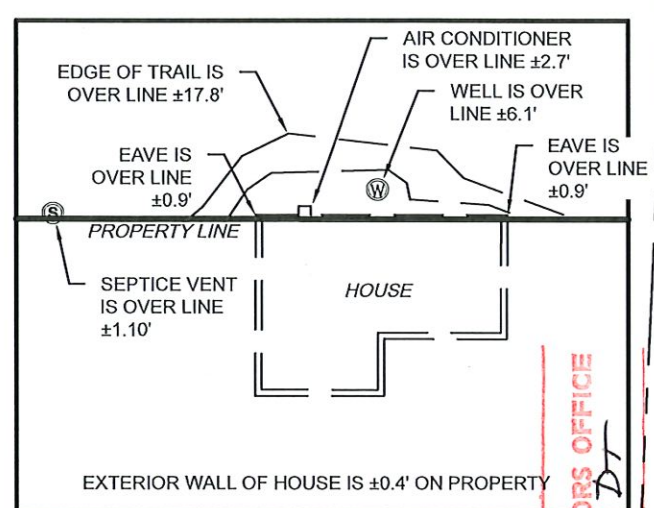 AIR CONDITIONER
IS OVER LINE ±2.7'
EDGE OF TRAIL IS
OVER LINE ±17.8'
WELL IS OVER
LINE ±6.1'
EAVE IS
OVER LINE
±0.9'
EAVE IS
OVER LINE
±0.9'
W
S
PROPERTY LINE
SEPTICE VENT
IS OVER LINE
±1.10'
HOUSE
EXTERIOR WALL OF HOUSE IS ±0.4' ON PROPERTY
ORS OFFICE
DT